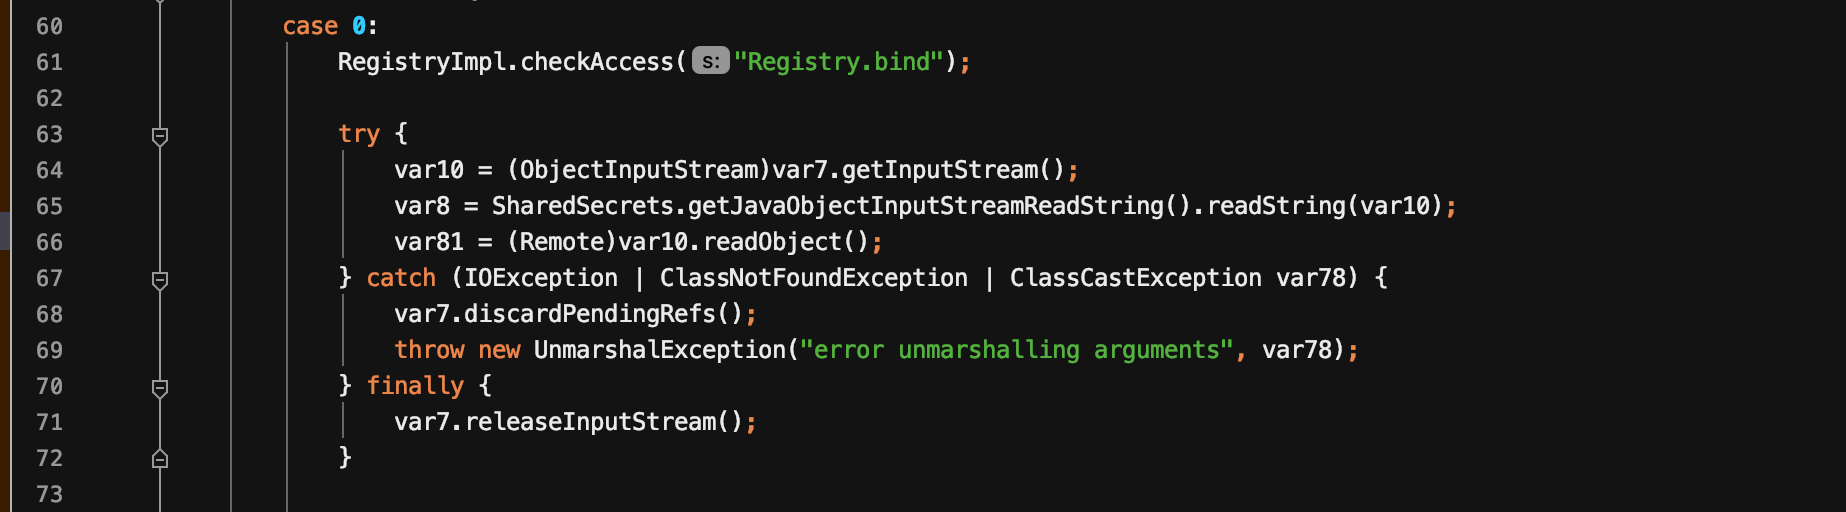 60 case 0:
61 RegistryImpl.checkAccess( s: "Registry.bind");
62
63 try {
64 var10 = (ObjectInputStream)var7.getInputStream();
65 var8 = SharedSecrets.getJavaObjectInputStreamReadString().readString(var10);
66 var81 = (Remote)var10.readObject();
67 } catch (IOException | ClassNotFoundException | ClassCastException var78) {
68 var7.discardPendingRefs();
69 throw new UnmarshalException("error unmarshalling arguments", var78);
70 } finally {
71 var7.releaseInputStream();
72 }
73